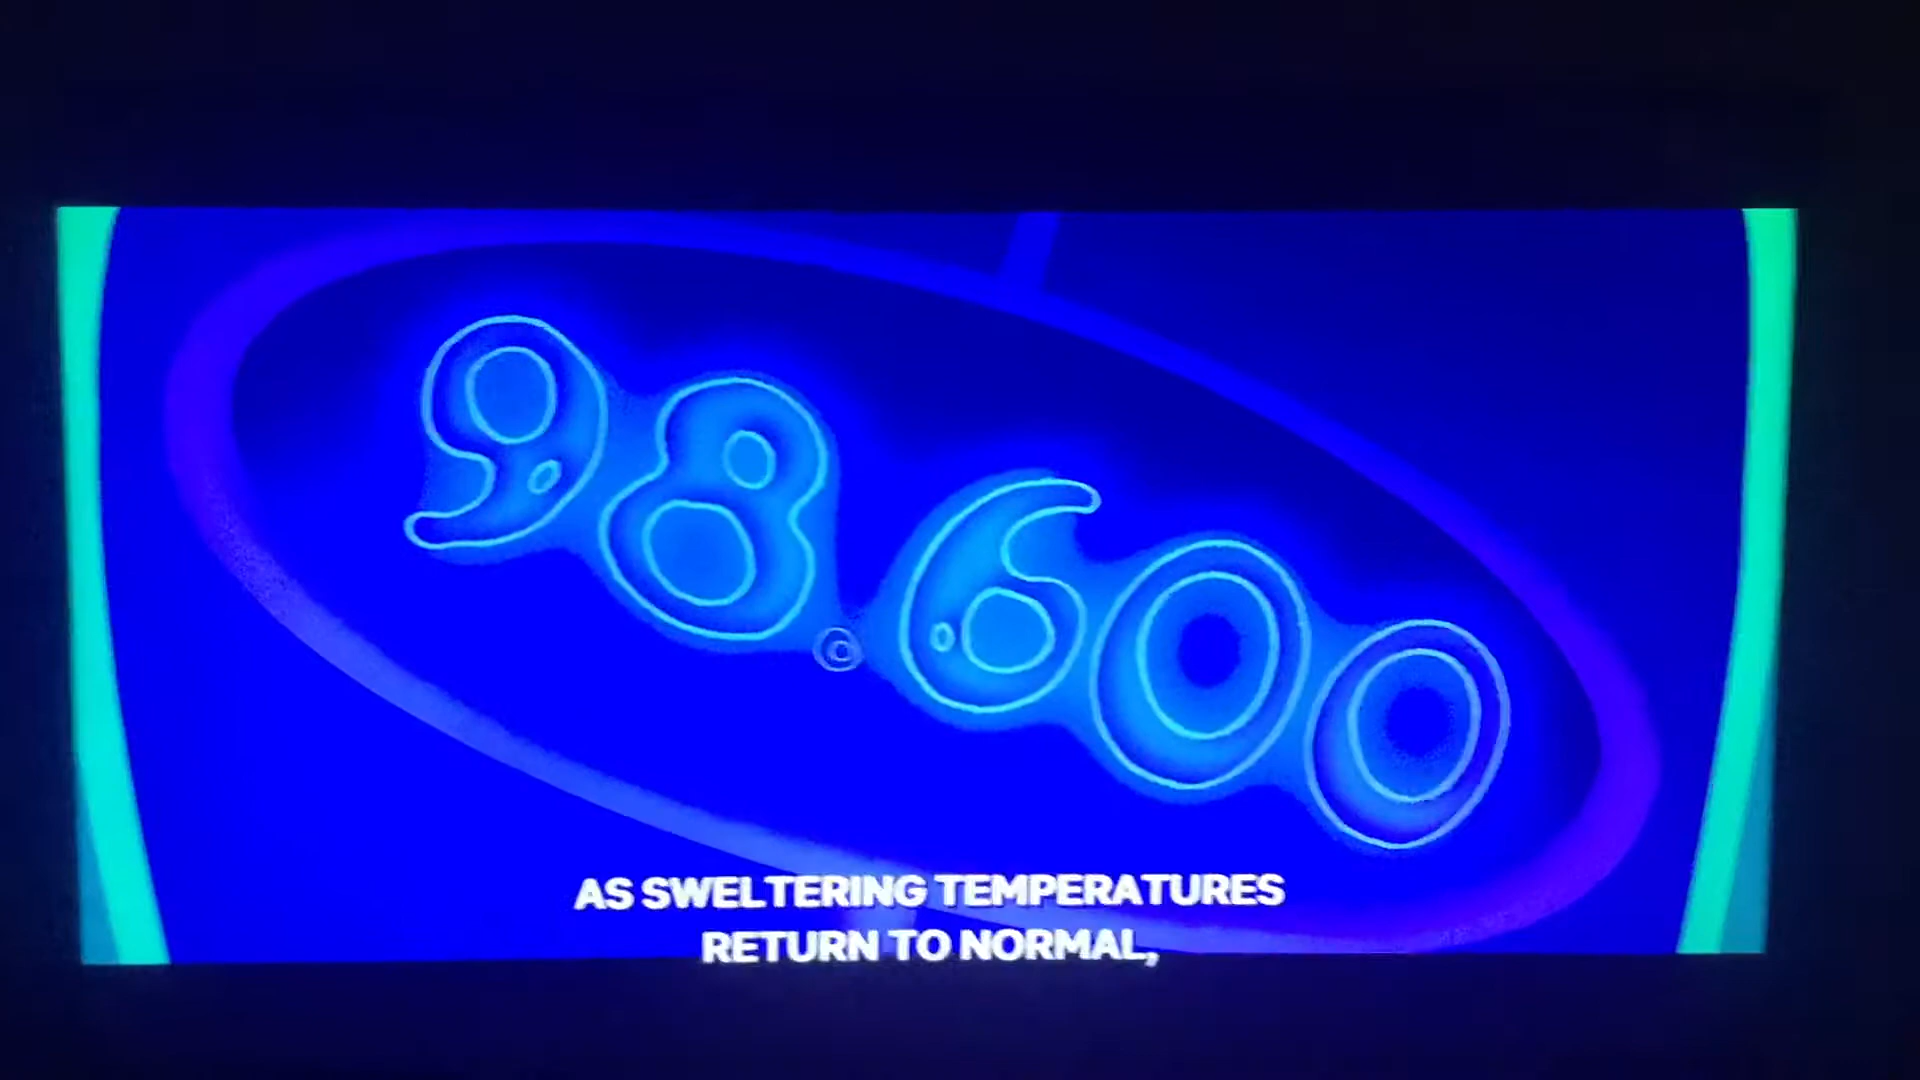 98.600
AS SWELTERING TEMPERATURES
RETURN TO NORMAL,